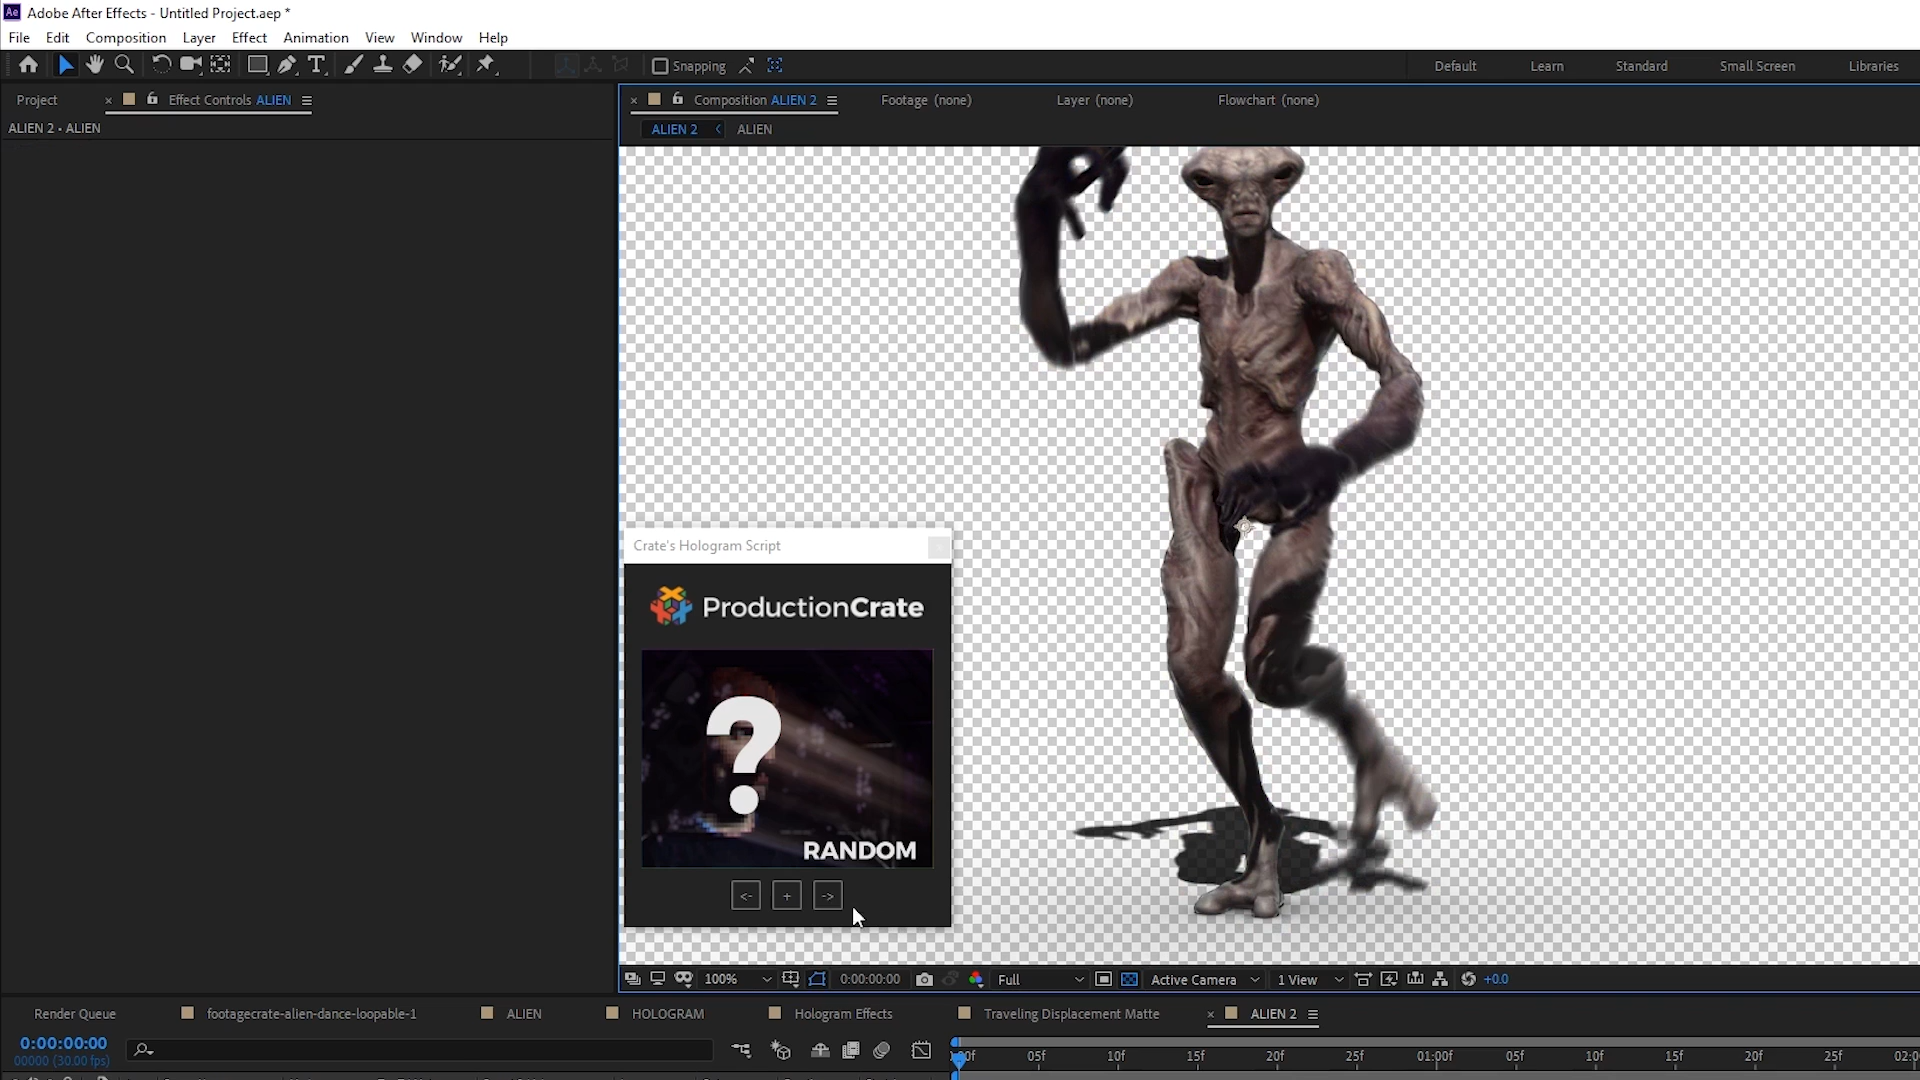 Ae Adobe After Effects - Untitled Project.aep *
File Edit Composition Layer Effect Animation View Window Help
Snapping Default Learn Standard Small Screen Libraries
Project × Effect Controls ALIEN × Composition ALIEN 2 Footage (none) Layer (none) Flowchart (none)
ALIEN 2 • ALIEN
ALIEN 2 < ALIEN
Crate's Hologram Script
ProductionCrate
?
RANDOM
<- + ->
100% 0:00:00:00 Full Active Camera 1 View +0.0
Render Queue footagecrate-alien-dance-loopable-1 ALIEN HOLOGRAM Hologram Effects Traveling Displacement Matte × ALIEN 2
0:00:00:00
00000 (30.00 fps)
05f 10f 15f 20f 25f 01:00f 05f 10f 15f 20f 25f